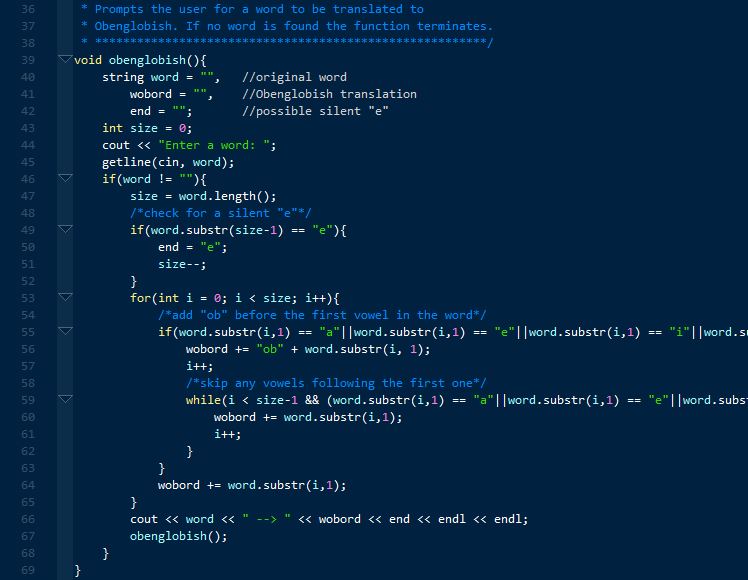 36 * Prompts the user for a word to be translated to
37 * Obenglobish. If no word is found the function terminates.
38 * ********************************************************/
39 void obenglobish(){
40 string word = "", //original word
41 wobord = "", //Obenglobish translation
42 end = ""; //possible silent "e"
43 int size = 0;
44 cout << "Enter a word: ";
45 getline(cin, word);
46 if(word != ""){
47 size = word.length();
48 /*check for a silent "e"*/
49 if(word.substr(size-1) == "e"){
50 end = "e";
51 size--;
52 }
53 for(int i = 0; i < size; i++){
54 /*add "ob" before the first vowel in the word*/
55 if(word.substr(i,1) == "a"||word.substr(i,1) == "e"||word.substr(i,1) == "i"||word.s
56 wobord += "ob" + word.substr(i, 1);
57 i++;
58 /*skip any vowels following the first one*/
59 while(i < size-1 && (word.substr(i,1) == "a"||word.substr(i,1) == "e"||word.subst
60 wobord += word.substr(i,1);
61 i++;
62 }
63 }
64 wobord += word.substr(i,1);
65 }
66 cout << word << " --> " << wobord << end << endl << endl;
67 obenglobish();
68 }
69 }